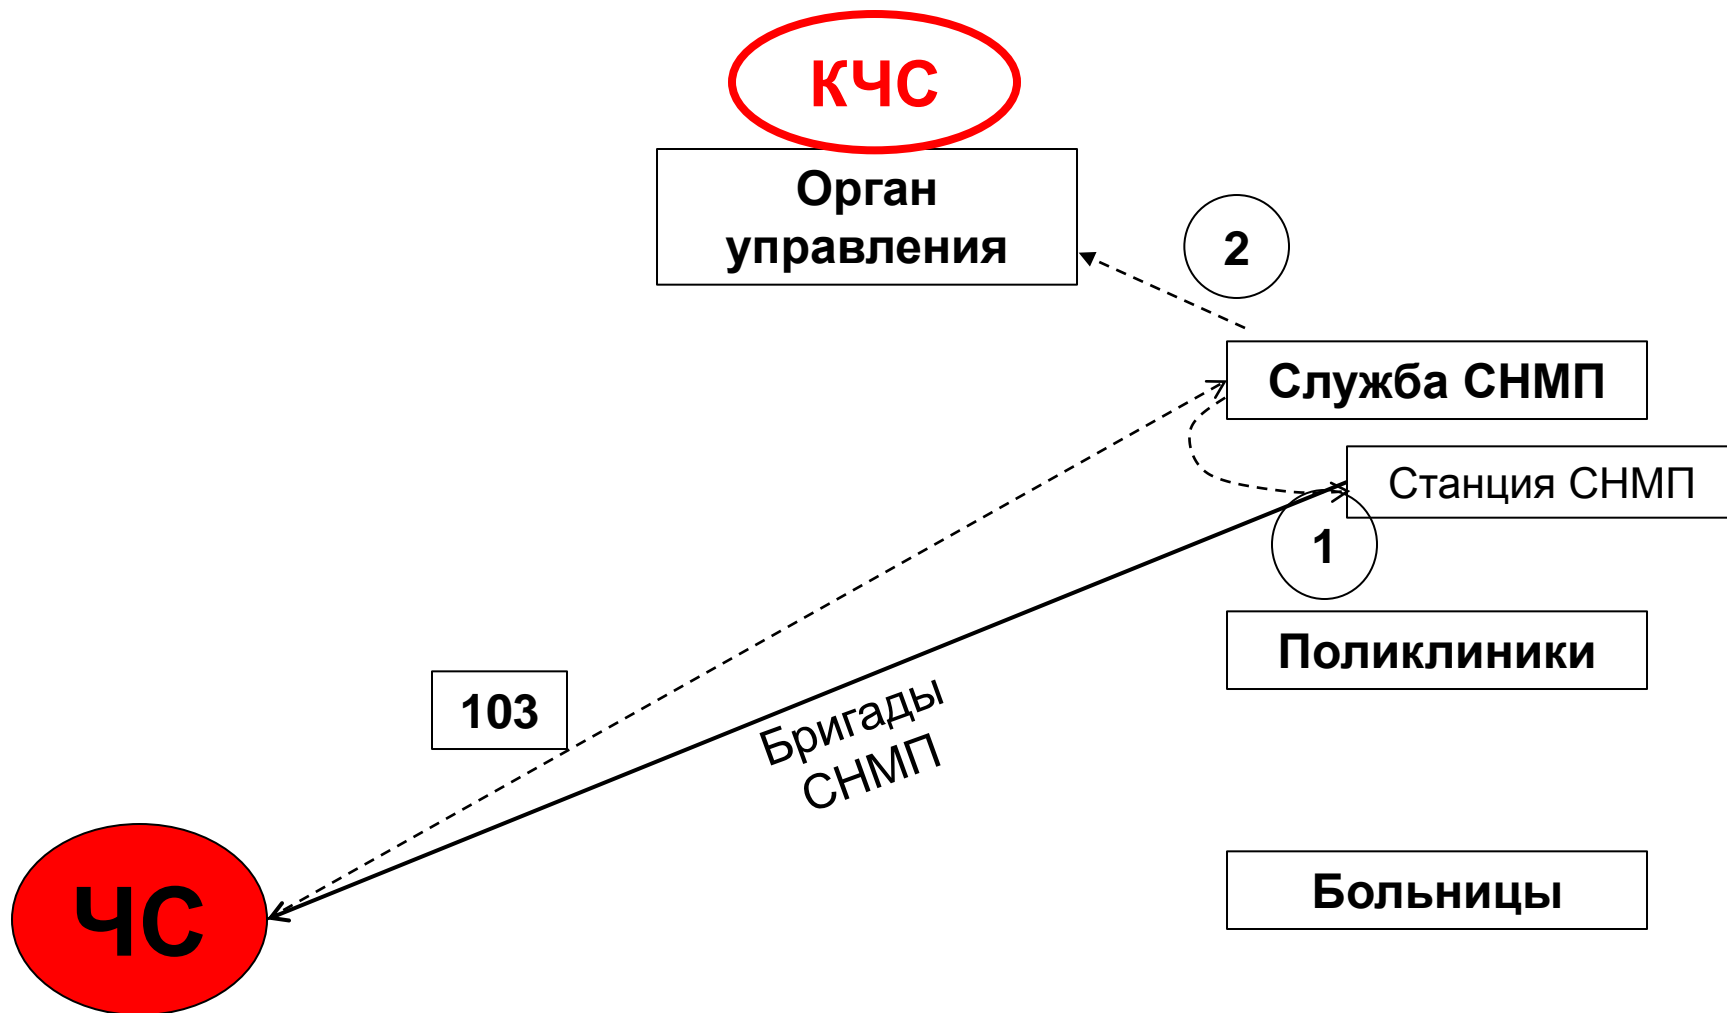 КЧС
Орган
управления
2
Служба СНМП
Станция СНМП
1
Поликлиники
103
Бригады
СНМП
Больницы
ЧС